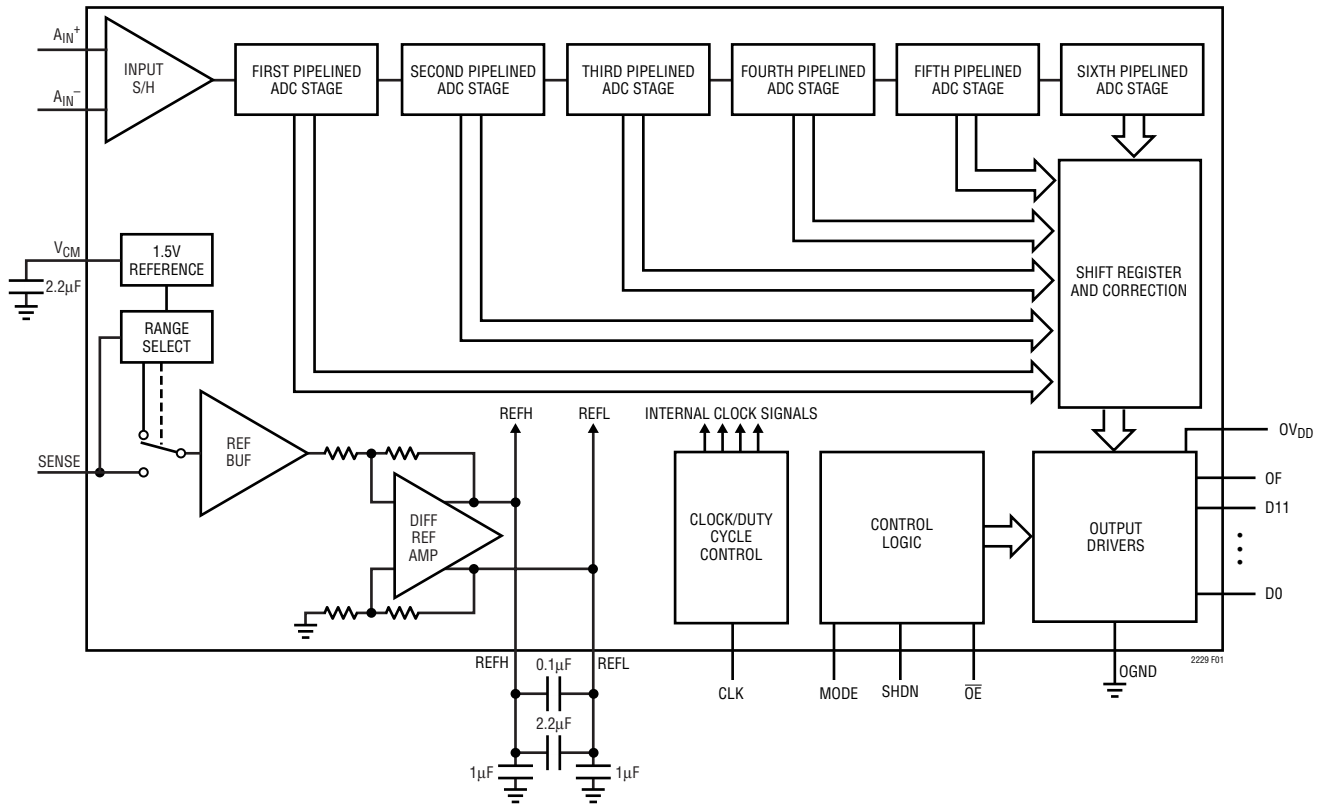 AIN+
AIN−
INPUT
S/H
FIRST PIPELINED
ADC STAGE
SECOND PIPELINED
ADC STAGE
THIRD PIPELINED
ADC STAGE
FOURTH PIPELINED
ADC STAGE
FIFTH PIPELINED
ADC STAGE
SIXTH PIPELINED
ADC STAGE
VCM
2.2µF
1.5V
REFERENCE
RANGE
SELECT
SHIFT REGISTER
AND CORRECTION
SENSE
REF
BUF
DIFF
REF
AMP
REFH
REFL
INTERNAL CLOCK SIGNALS
CLOCK/DUTY
CYCLE
CONTROL
CONTROL
LOGIC
OUTPUT
DRIVERS
OVDD
OF
D11
D0
REFH
0.1µF
REFL
2.2µF
1µF
1µF
CLK
MODE
SHDN
OE
OGND
2229 F01